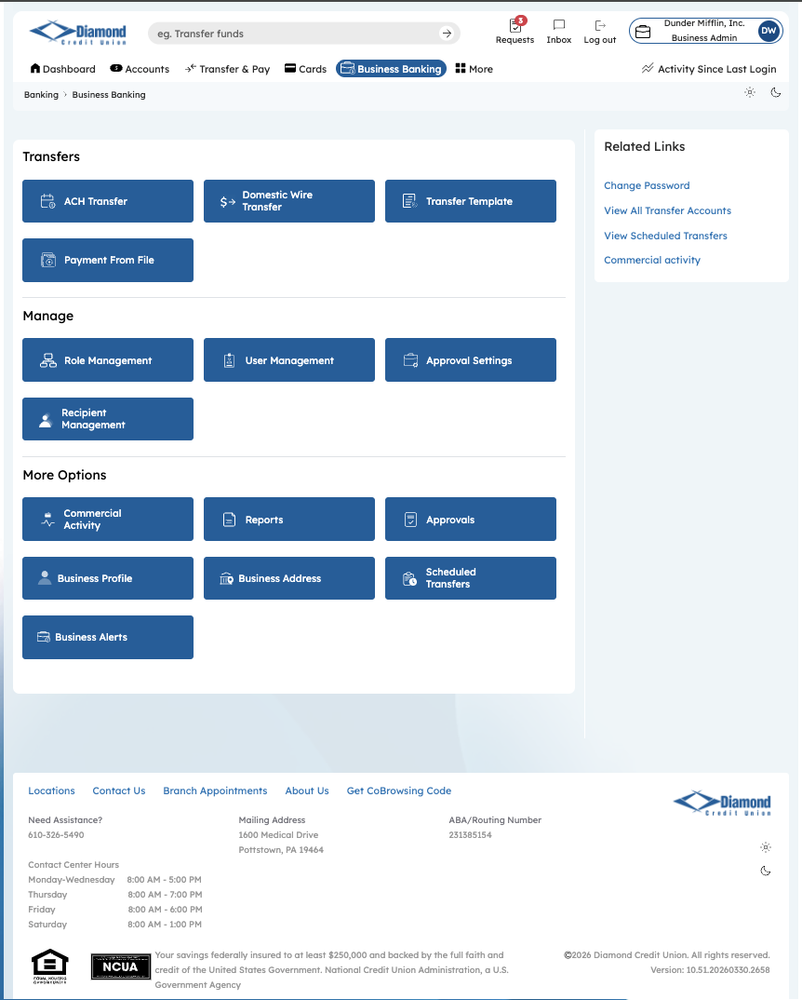 Diamond
Credit Union
eg. Transfer funds
3
Requests
Inbox
Log out
Dunder Mifflin, Inc.
Business Admin
DW
Dashboard
Accounts
Transfer & Pay
Cards
Business Banking
More
Activity Since Last Login
Banking › Business Banking
Transfers
ACH Transfer
Domestic Wire
Transfer
Transfer Template
Payment From File
Manage
Role Management
User Management
Approval Settings
Recipient
Management
More Options
Commercial
Activity
Reports
Approvals
Business Profile
Business Address
Scheduled
Transfers
Business Alerts
Related Links
Change Password
View All Transfer Accounts
View Scheduled Transfers
Commercial activity
Locations
Contact Us
Branch Appointments
About Us
Get CoBrowsing Code
Diamond
Credit Union
Need Assistance?
610-326-5490
Mailing Address
1600 Medical Drive
Pottstown, PA 19464
ABA/Routing Number
231385154
Contact Center Hours
Monday-Wednesday 8:00 AM - 5:00 PM
Thursday 8:00 AM - 7:00 PM
Friday 8:00 AM - 6:00 PM
Saturday 8:00 AM - 1:00 PM
EQUAL HOUSING
OPPORTUNITY
NCUA
Your savings federally insured to at least $250,000 and backed by the full faith and
credit of the United States Government. National Credit Union Administration, a U.S.
Government Agency
©2026 Diamond Credit Union. All rights reserved.
Version: 10.51.20260330.2658